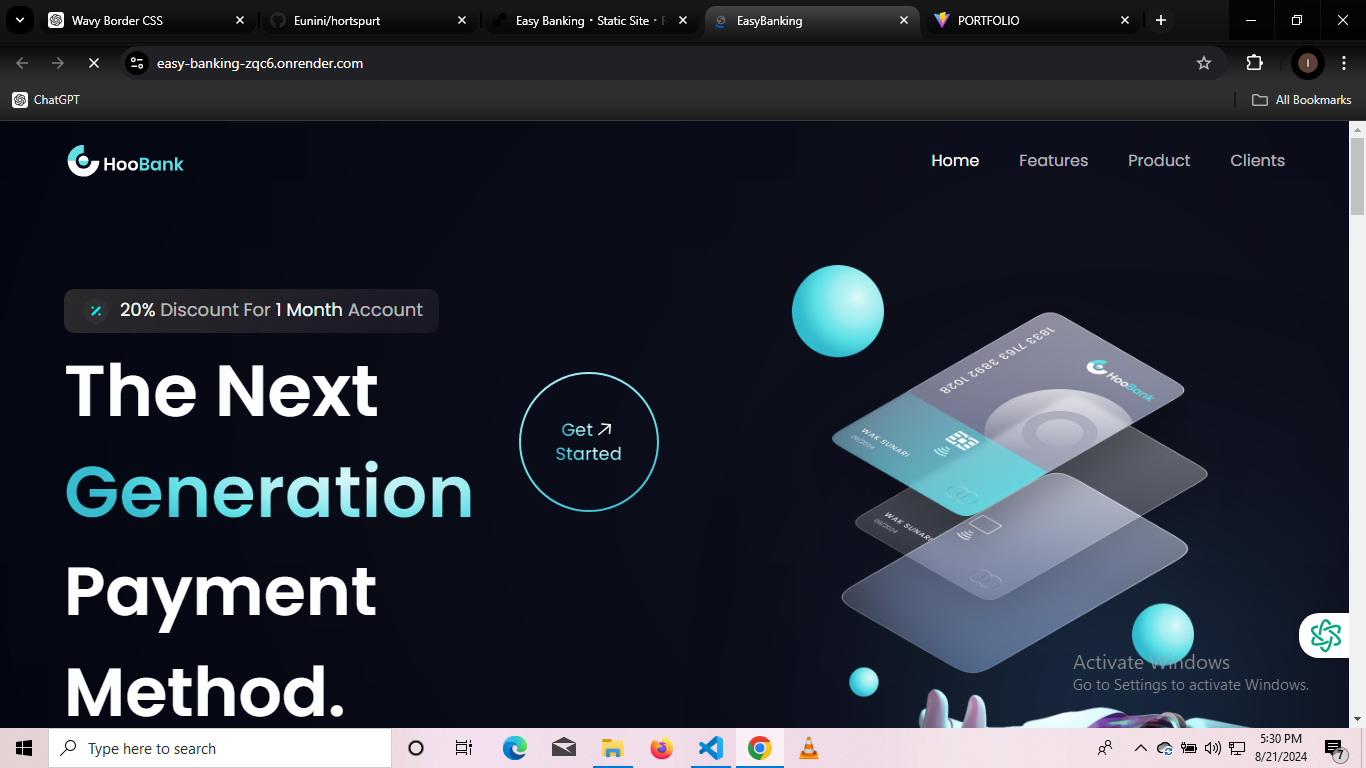 Wavy Border CSS
Eunini/hortspurt
Easy Banking · Static Site ·
EasyBanking
PORTFOLIO
easy-banking-zqc6.onrender.com
I
ChatGPT
All Bookmarks
HooBank
Home
Features
Product
Clients
20% Discount For 1 Month Account
The Next
Generation
Payment
Method.
Get
Started
1833 7163 3892 1028
HooBank
WAK SUNARI
09/2024
WAK SUNARI
09/2024
Activate Windows
Go to Settings to activate Windows.
Type here to search
5:30 PM
8/21/2024
7